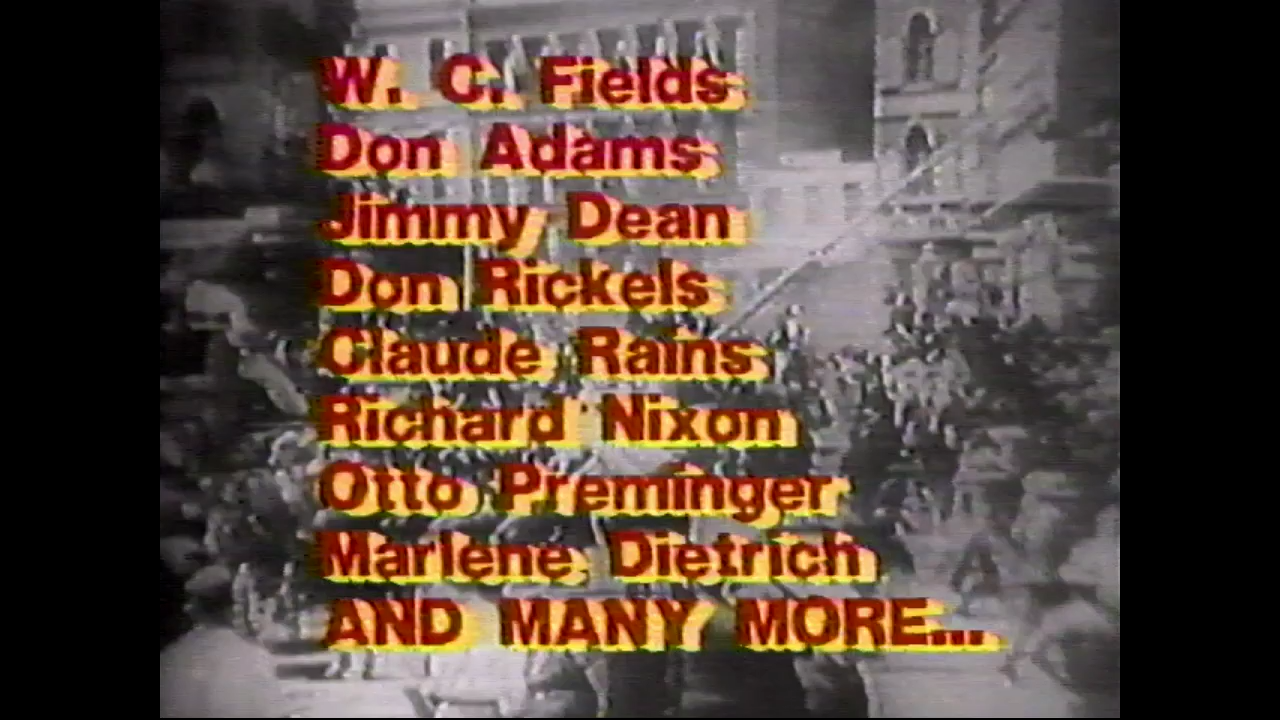 W. C. Fields
Don Adams
Jimmy Dean
Don Rickels
Claude Rains
Richard Nixon
Otto Preminger
Marlene Dietrich
AND MANY MORE...